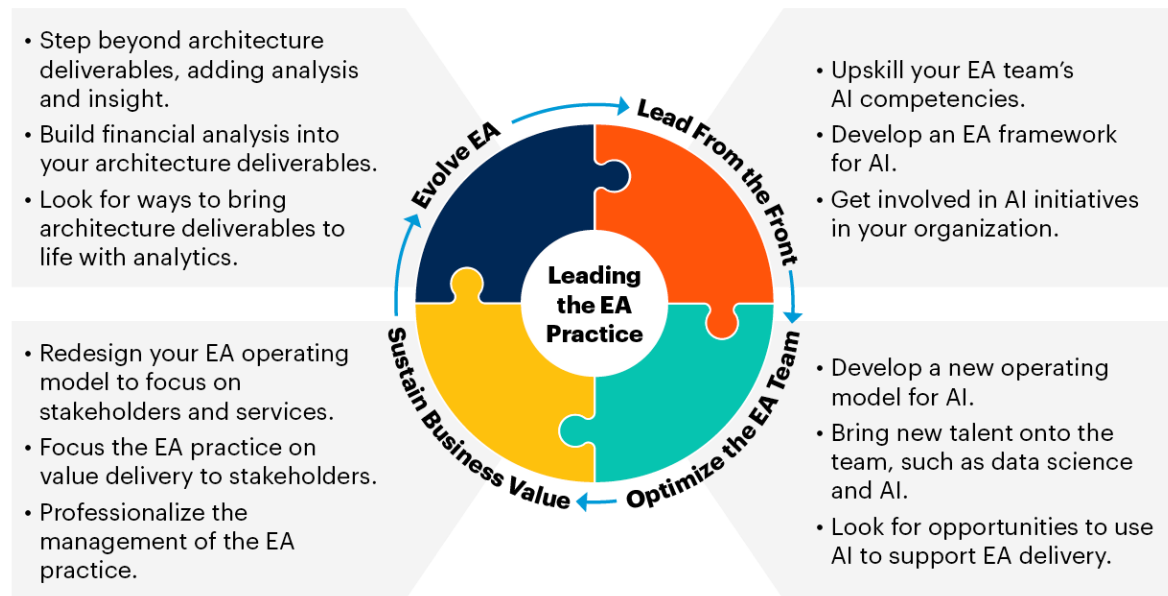 • Step beyond architecture
deliverables, adding analysis
and insight.
• Build financial analysis into
your architecture deliverables.
• Look for ways to bring
architecture deliverables to
life with analytics.
Evolve EA
Lead From the Front
• Upskill your EA team’s
AI competencies.
• Develop an EA framework
for AI.
• Get involved in AI initiatives
in your organization.
Leading
the EA
Practice
• Redesign your EA operating
model to focus on
stakeholders and services.
• Focus the EA practice on
value delivery to stakeholders.
• Professionalize the
management of the EA
practice.
Sustain Business Value
Optimize the EA Team
• Develop a new operating
model for AI.
• Bring new talent onto the
team, such as data science
and AI.
• Look for opportunities to use
AI to support EA delivery.